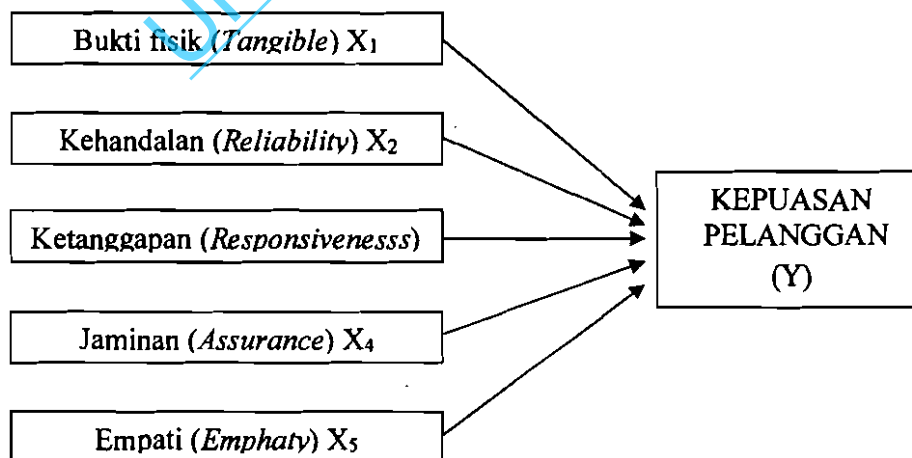 Bukti fisik (Tangible) X₁
Kehandalan (Reliability) X₂
Ketanggapan (Responsivenesss)
Jaminan (Assurance) X₄
Empati (Emphaty) X₅
KEPUASAN
PELANGGAN
(Y)